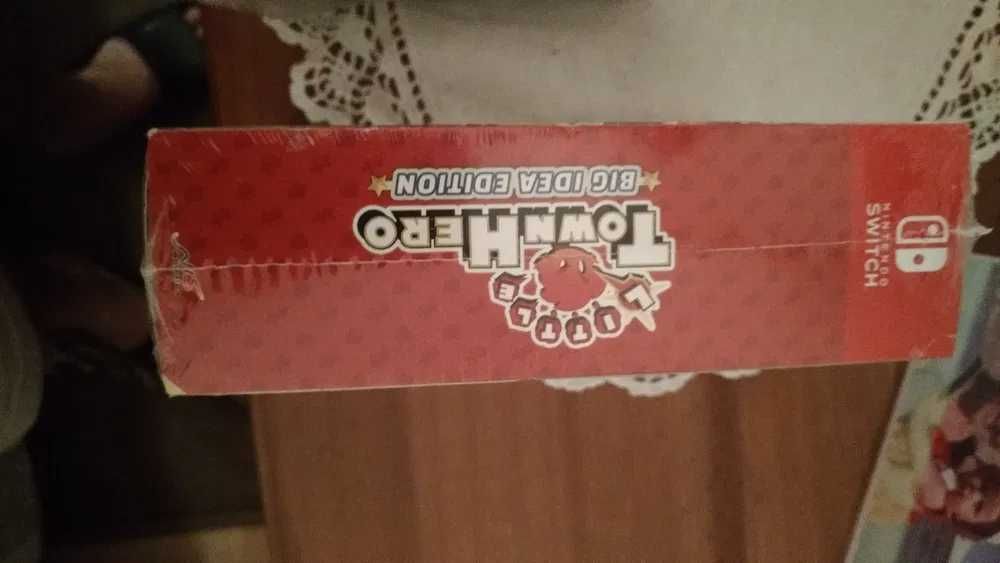 LITTLE
TOWN HERO
BIG IDEA EDITION
NINTENDO
SWITCH